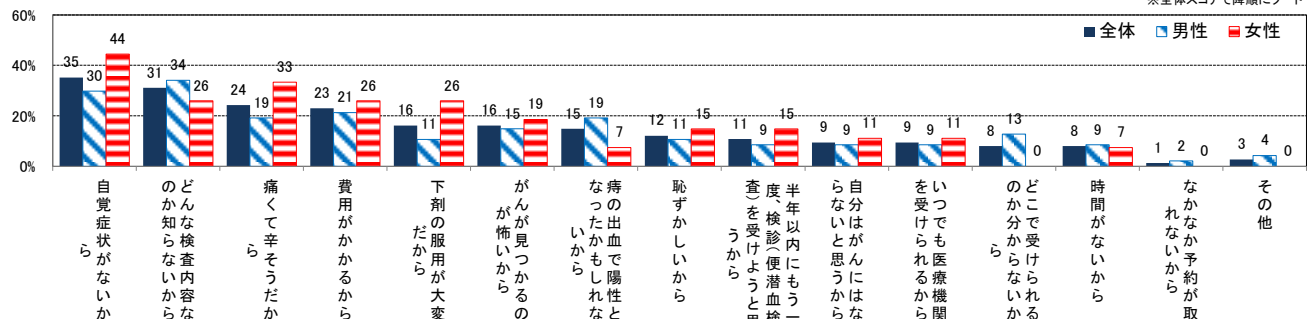 ※全体スコアで降順にソート
60%
40%
20%
0%
全体 男性 女性
35 30 44
31 34 26
24 19 33
23 21 26
16 11 26
16 15 19
15 19 7
12 11 15
11 9 15
9 9 11
9 9 11
8 13 0
8 9 7
1 2 0
3 4 0
自覚症状がないか
ら
どんな検査内容な
のか知らないから
痛くて辛そうだか
ら
費用がかかるから
下剤の服用が大変
だから
がんが見つかるの
が怖いから
痔の出血で陽性と
なったかもしれな
いから
恥ずかしいから
半年以内にもう一
度、検診（便潜血検
査）を受けようと思
うから
自分はがんにはな
らないと思うから
いつでも医療機関
を受けられるから
どこで受けられる
のか分からないか
ら
時間がないから
なかなか予約が取
れないから
その他